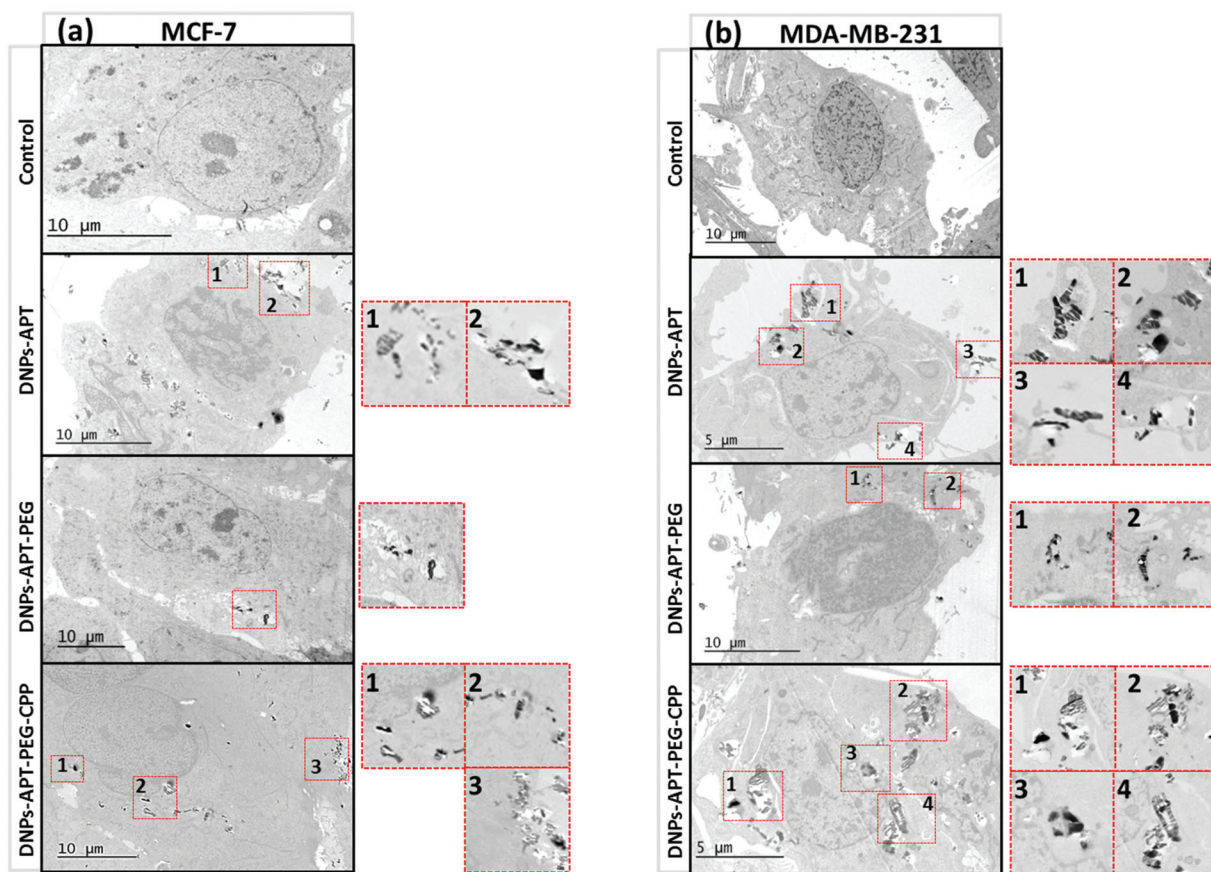 (a) MCF-7
Control
10 µm
DNPs-APT
1
2
10 µm
1 2
DNPs-APT-PEG
10 µm
DNPs-APT-PEG-CPP
1
2
3
10 µm
1 2
3
(b) MDA-MB-231
Control
10 µm
DNPs-APT
1
2
3
4
5 µm
1 2
3 4
DNPs-APT-PEG
1 2
10 µm
1 2
DNPs-APT-PEG-CPP
2
3
1
4
5 µm
1 2
3 4